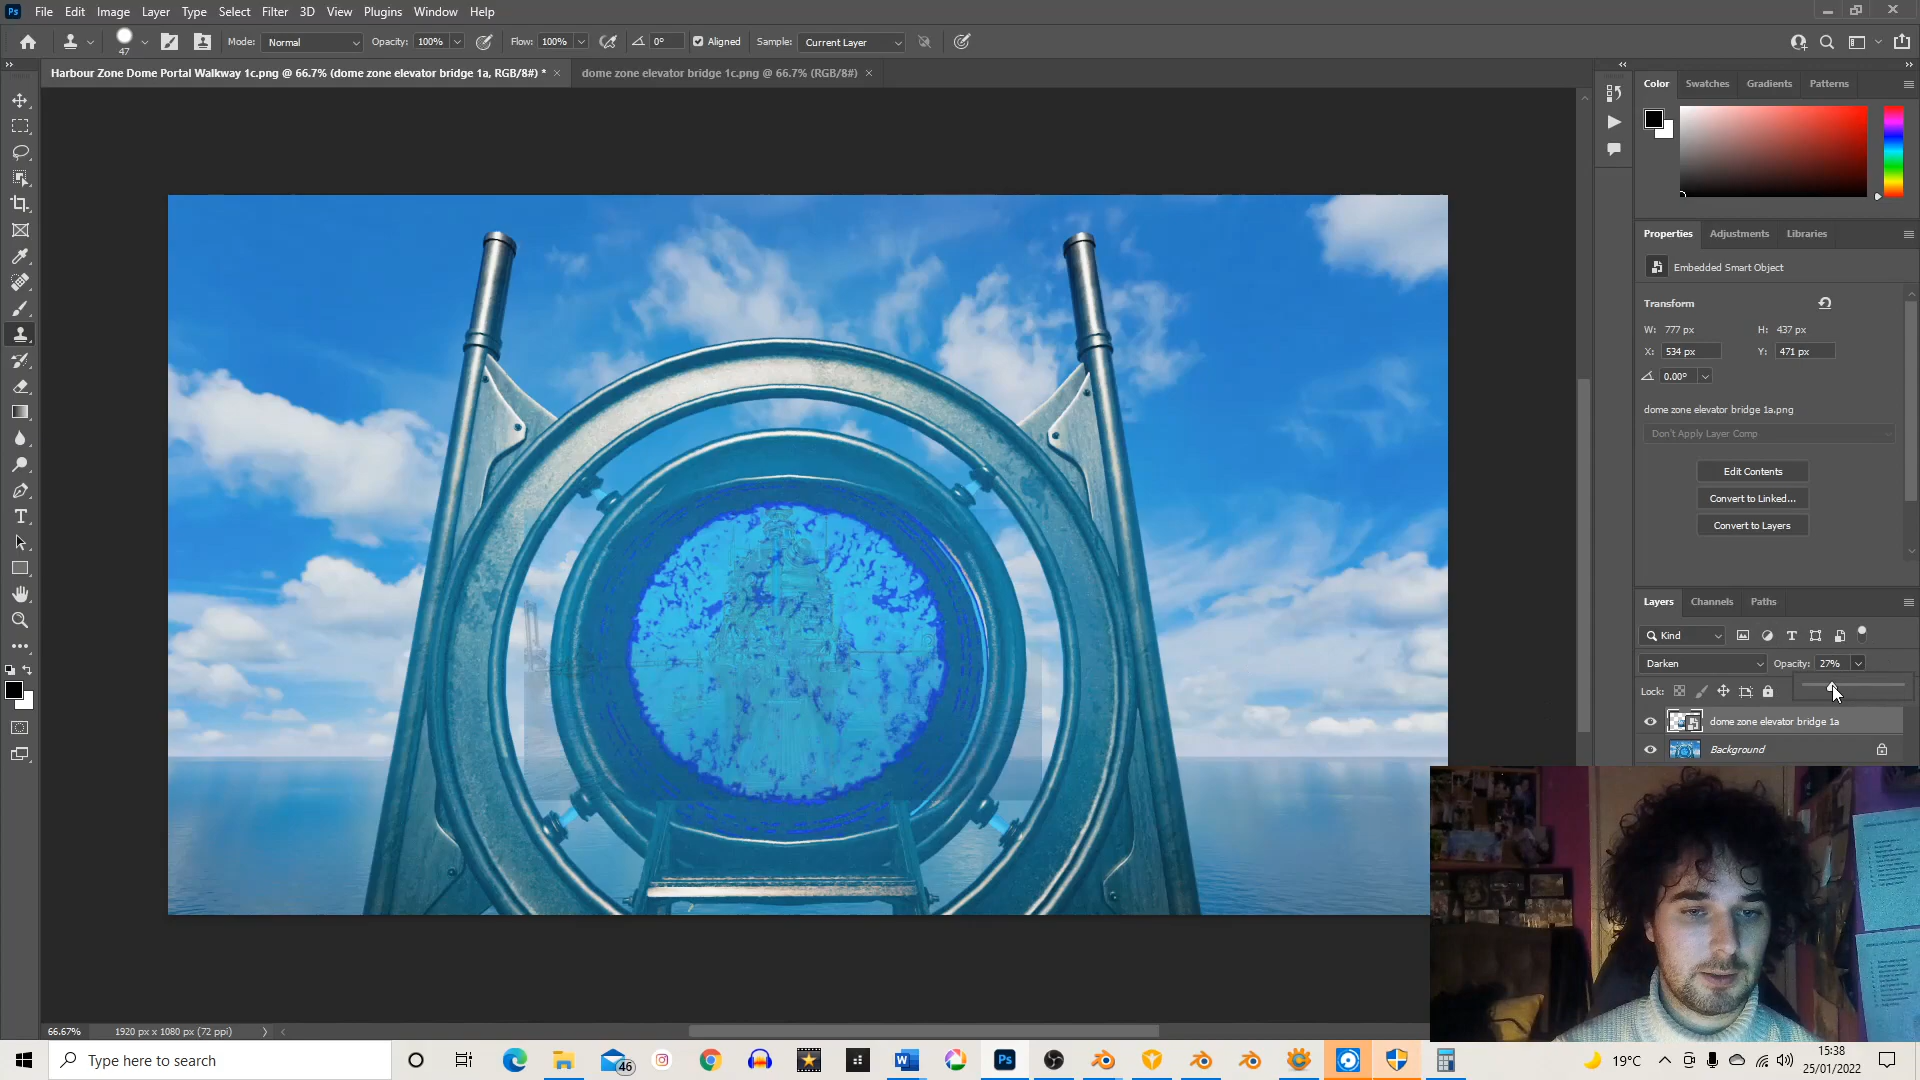 Ps File Edit Image Layer Type Select Filter 3D View Plugins Window Help
47 Mode: Normal Opacity: 100% Flow: 100% 0° Aligned Sample: Current Layer
Harbour Zone Dome Portal Walkway 1c.png @ 66.7% (dome zone elevator bridge 1a, RGB/8#) * ×
dome zone elevator bridge 1c.png @ 66.7% (RGB/8#) ×
Color Swatches Gradients Patterns
Properties Adjustments Libraries
Embedded Smart Object
Transform
W: 777 px H: 437 px
X: 534 px Y: 471 px
0.00°
dome zone elevator bridge 1a.png
Don't Apply Layer Comp
Edit Contents
Convert to Linked...
Convert to Layers
Layers Channels Paths
Kind
Darken Opacity: 27%
Lock:
dome zone elevator bridge 1a
Background
66.67% 1920 px x 1080 px (72 ppi)
Type here to search
46
Ps
19°C
15:38
25/01/2022